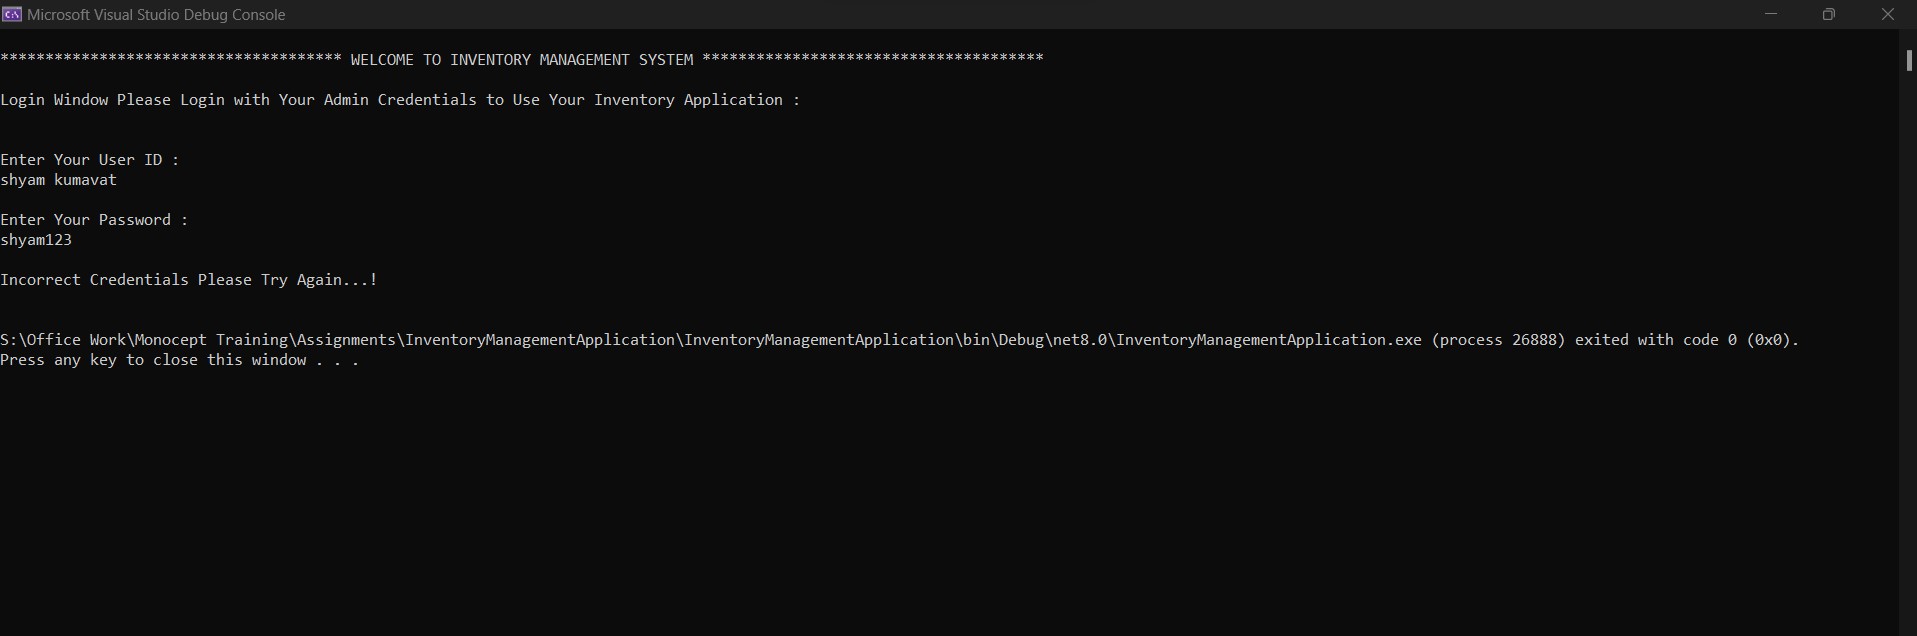 Microsoft Visual Studio Debug Console
************************************** WELCOME TO INVENTORY MANAGEMENT SYSTEM **************************************
Login Window Please Login with Your Admin Credentials to Use Your Inventory Application :
Enter Your User ID :
shyam kumavat
Enter Your Password :
shyam123
Incorrect Credentials Please Try Again...!
S:\Office Work\Monocept Training\Assignments\InventoryManagementApplication\InventoryManagementApplication\bin\Debug\net8.0\InventoryManagementApplication.exe (process 26888) exited with code 0 (0x0).
Press any key to close this window . . .